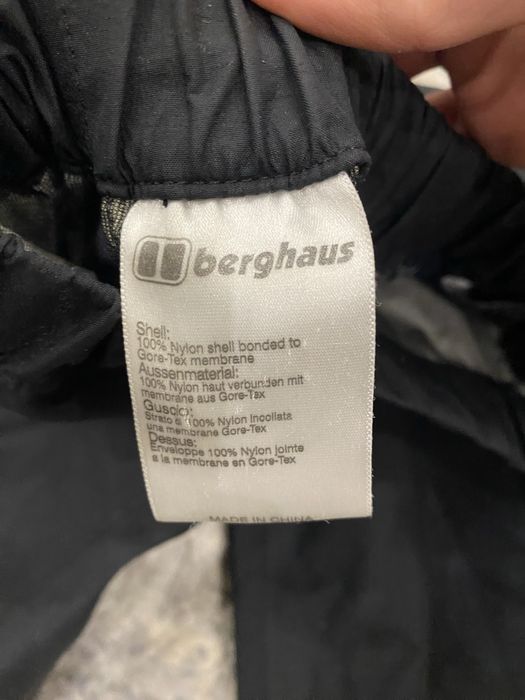 berghaus
Shell:
100% Nylon shell bonded to
Gore-Tex membrane
Aussenmaterial:
100% Nylon haut verbunden mit
membrane aus Gore-Tax
Guscio:
Strato d 100% Nylon Incollata
una membrane Gore-Tex
Dessus:
Enveloppe 100% Nylon jointe
a la membrane en Gore-Tex
MADE IN CHINA